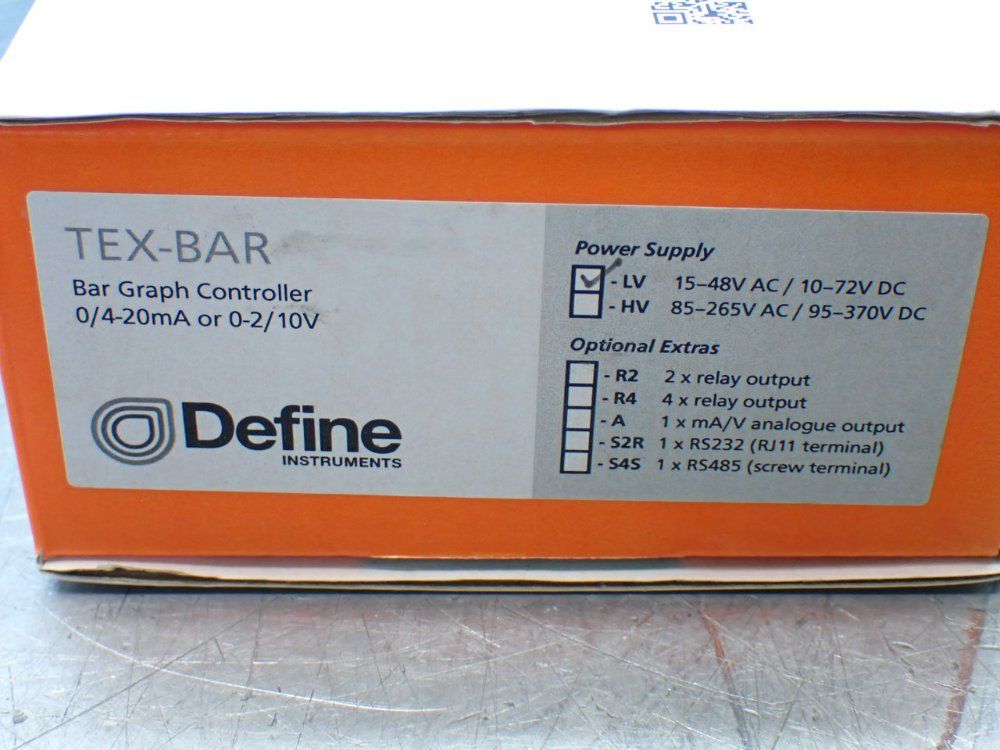 TEX-BAR
Bar Graph Controller
0/4-20mA or 0-2/10V
Define
INSTRUMENTS
Power Supply
- LV 15–48V AC / 10–72V DC
- HV 85–265V AC / 95–370V DC
Optional Extras
- R2 2 x relay output
- R4 4 x relay output
- A 1 x mA/V analogue output
- S2R 1 x RS232 (RJ11 terminal)
- S4S 1 x RS485 (screw terminal)